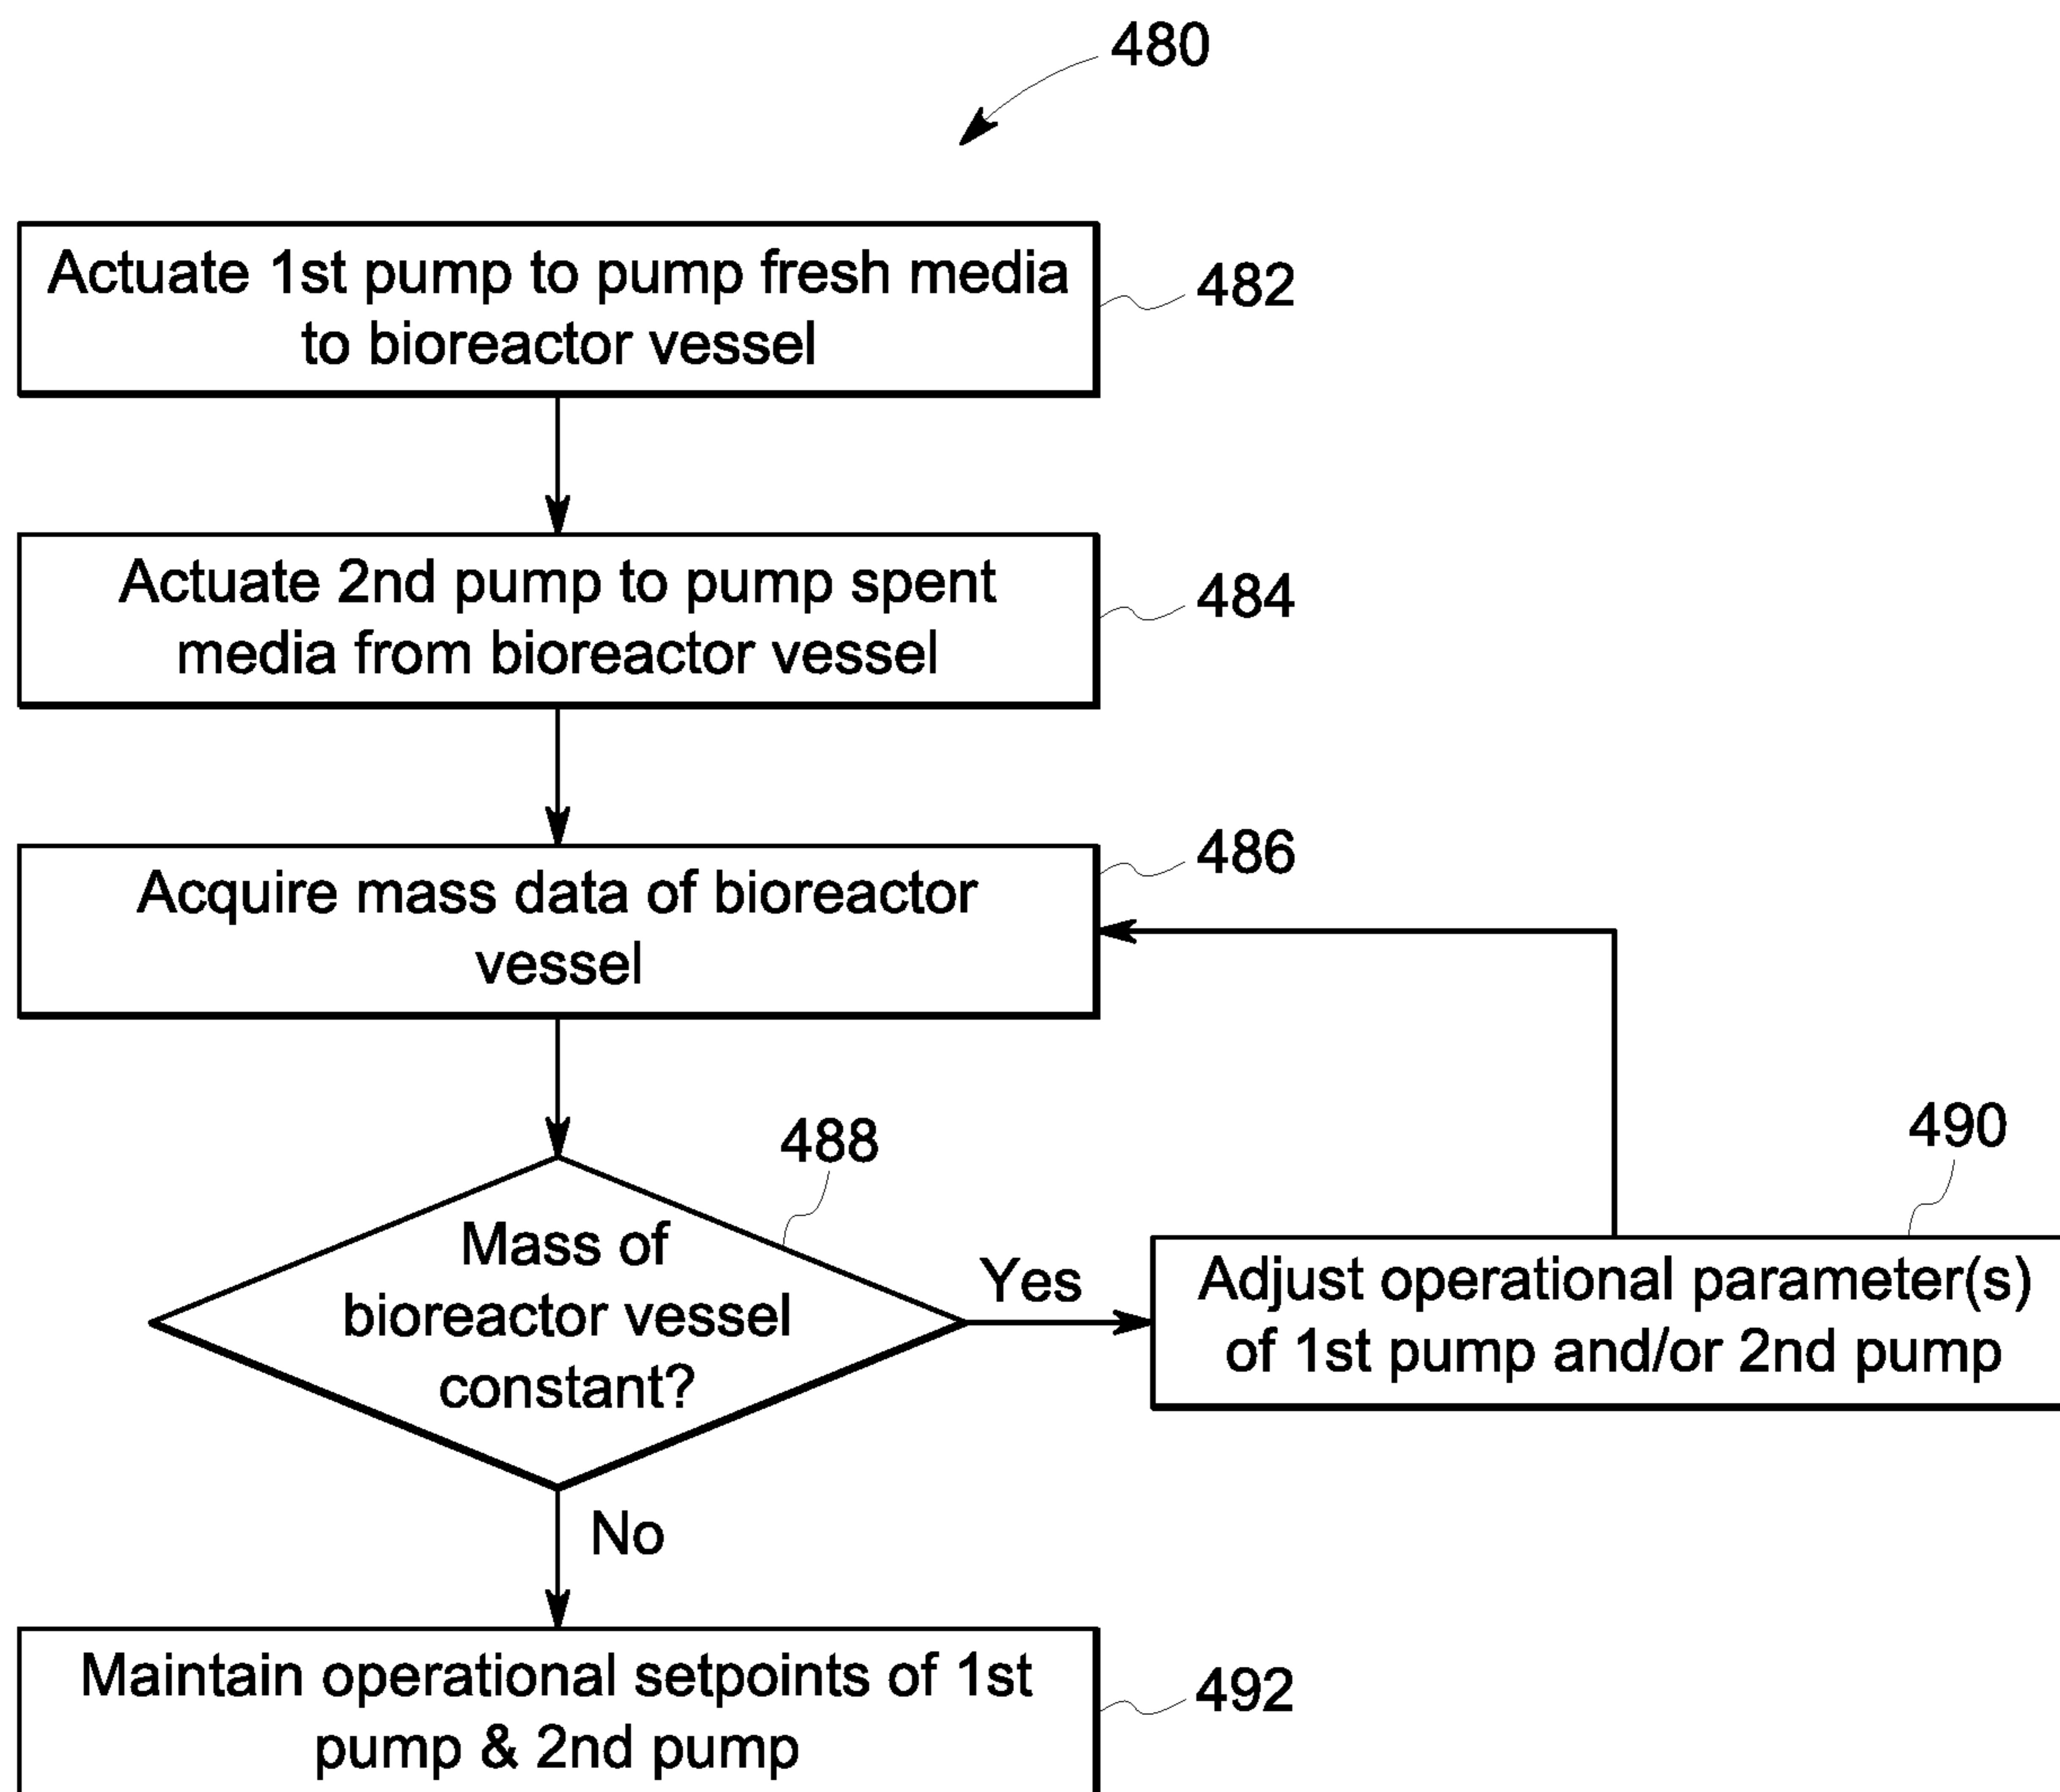 480
Actuate 1st pump to pump fresh media
to bioreactor vessel
482
Actuate 2nd pump to pump spent
media from bioreactor vessel
484
Acquire mass data of bioreactor
vessel
486
488
Mass of
bioreactor vessel
constant?
Yes
490
Adjust operational parameter(s)
of 1st pump and/or 2nd pump
No
Maintain operational setpoints of 1st
pump & 2nd pump
492